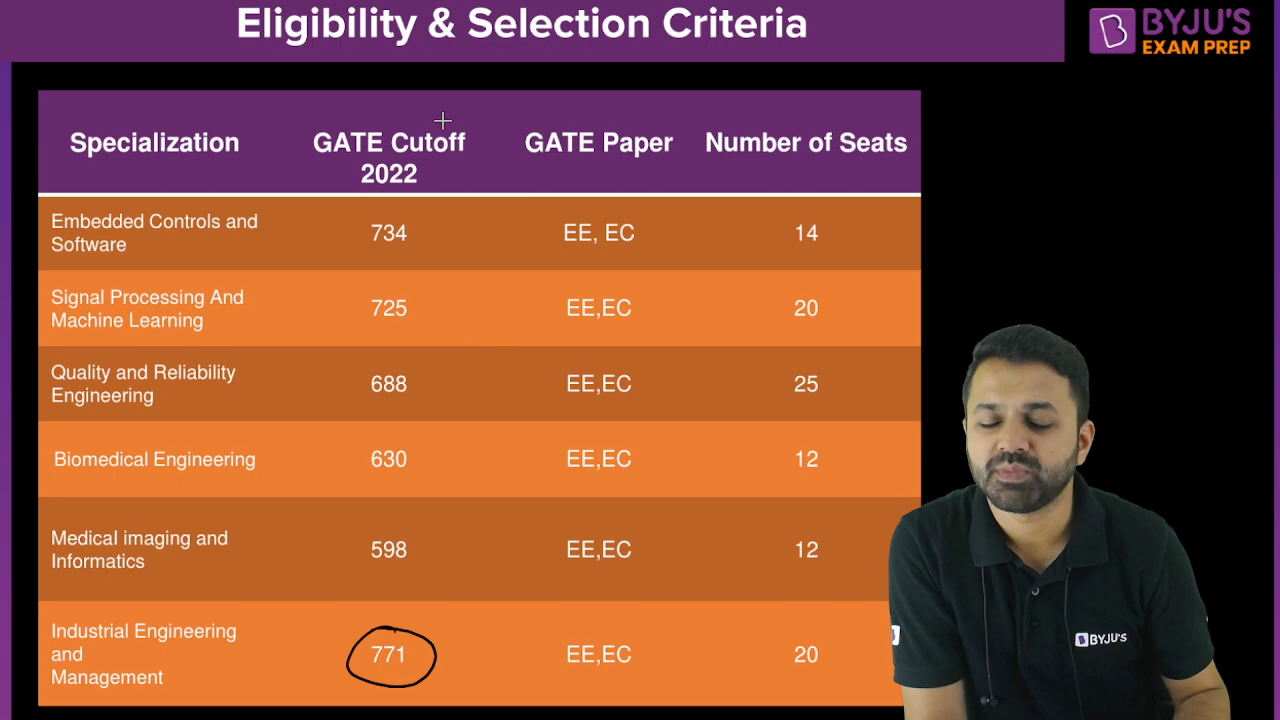 Eligibility & Selection Criteria
BYJU'S
EXAM PREP
Specialization
GATE Cutoff
2022
GATE Paper
Number of Seats
Embedded Controls and
Software
734
EE, EC
14
Signal Processing And
Machine Learning
725
EE,EC
20
Quality and Reliability
Engineering
688
EE,EC
25
Biomedical Engineering
630
EE,EC
12
Medical imaging and
Informatics
598
EE,EC
12
Industrial Engineering
and
Management
771
EE,EC
20
BYJU'S